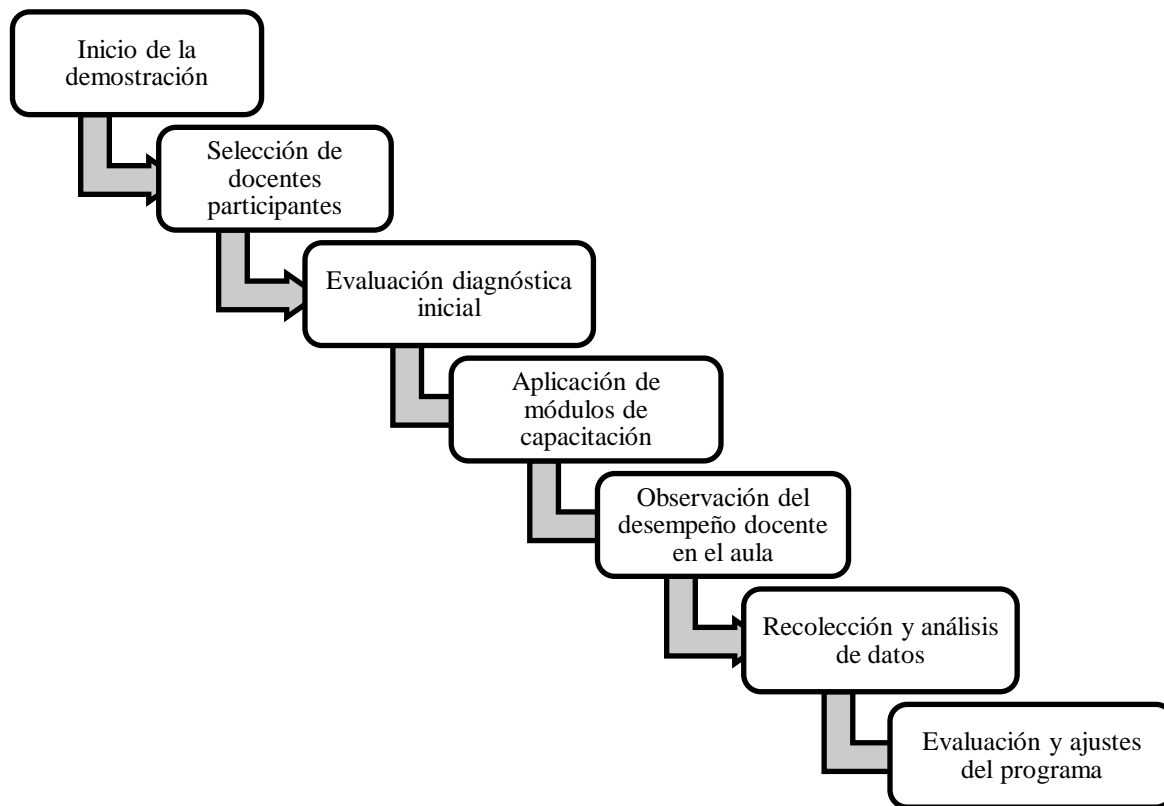 Inicio de la
demostración
Selección de
docentes
participantes
Evaluación diagnóstica
inicial
Aplicación de
módulos de
capacitación
Observación del
desempeño docente
en el aula
Recolección y análisis
de datos
Evaluación y ajustes
del programa